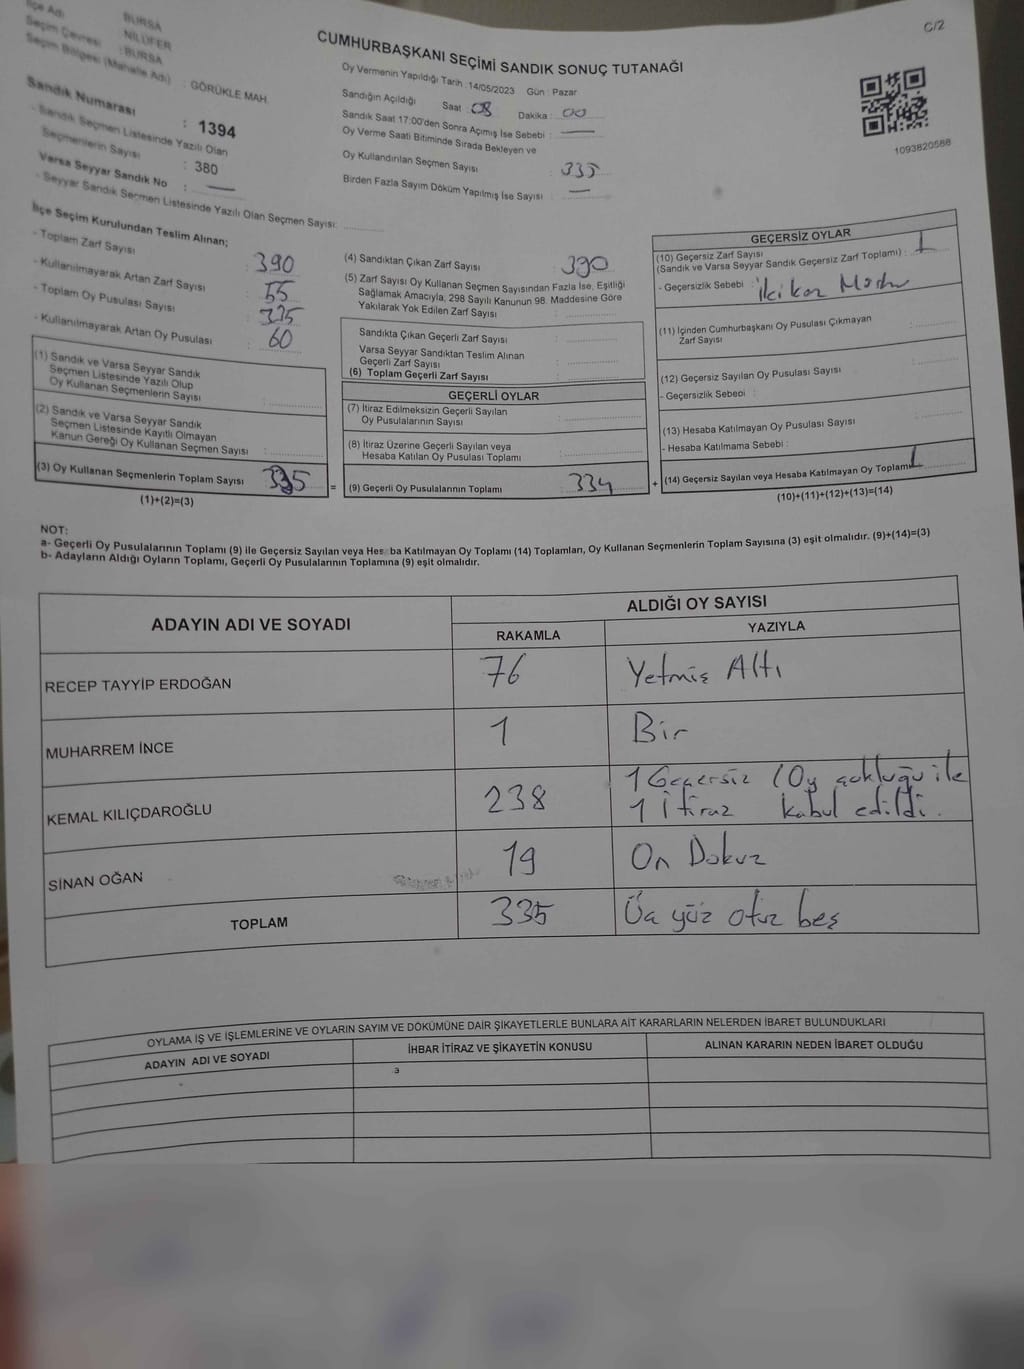 C/2
İlçe Adı : BURSA
Seçim Çevresi : NİLÜFER
Seçim Bölgesi (Mahalle Adı) : BURSA
: GÖRÜKLE MAH.
Sandık Numarası : 1394
- Sandık Seçmen Listesinde Yazılı Olan
Seçmenlerin Sayısı : 380
Varsa Seyyar Sandık No : —
- Seyyar Sandık Seçmen Listesinde Yazılı Olan Seçmen Sayısı:
CUMHURBAŞKANI SEÇİMİ SANDIK SONUÇ TUTANAĞI
Oy Vermenin Yapıldığı Tarih : 14/05/2023 Gün : Pazar
Sandığın Açıldığı Saat : 08 Dakika : 00
Sandık Saat 17:00'den Sonra Açımış İse Sebebi : —
Oy Verme Saati Bitiminde Sırada Bekleyen ve
Oy Kullandırılan Seçmen Sayısı : 335
Birden Fazla Sayım Döküm Yapılmış İse Sayısı : —
1093820588
İlçe Seçim Kurulundan Teslim Alınan;
- Toplam Zarf Sayısı : 390
- Kullanılmayarak Artan Zarf Sayısı : 55
- Toplam Oy Pusulası Sayısı : 395
- Kullanılmayarak Artan Oy Pusulası : 60
(1) Sandık ve Varsa Seyyar Sandık
Seçmen Listesinde Yazılı Olup
Oy Kullanan Seçmenlerin Sayısı :
(2) Sandık ve Varsa Seyyar Sandık
Seçmen Listesinde Kayıtlı Olmayan
Kanun Gereği Oy Kullanan Seçmen Sayısı :
(3) Oy Kullanan Seçmenlerin Toplam Sayısı 335
(1)+(2)=(3)
(4) Sandıktan Çıkan Zarf Sayısı : 390
(5) Zarf Sayısı Oy Kullanan Seçmen Sayısından Fazla İse, Eşitliği
Sağlamak Amacıyla, 298 Sayılı Kanunun 98. Maddesine Göre
Yakılarak Yok Edilen Zarf Sayısı :
Sandıkta Çıkan Geçerli Zarf Sayısı :
Varsa Seyyar Sandıktan Teslim Alınan
Geçerli Zarf Sayısı :
(6) Toplam Geçerli Zarf Sayısı :
GEÇERLİ OYLAR
(7) İtiraz Edilmeksizin Geçerli Sayılan
Oy Pusulalarının Sayısı :
(8) İtiraz Üzerine Geçerli Sayılan veya
Hesaba Katılan Oy Pusulası Toplamı :
= (9) Geçerli Oy Pusulalarının Toplamı : 334
GEÇERSİZ OYLAR
(10) Geçersiz Zarf Sayısı
(Sandık ve Varsa Seyyar Sandık Geçersiz Zarf Toplamı) : 1
- Geçersizlik Sebebi :
(11) İçinden Cumhurbaşkanı Oy Pusulası Çıkmayan
Zarf Sayısı :
(12) Geçersiz Sayılan Oy Pusulası Sayısı :
- Geçersizlik Sebebi :
(13) Hesaba Katılmayan Oy Pusulası Sayısı :
- Hesaba Katılmama Sebebi :
+ (14) Geçersiz Sayılan veya Hesaba Katılmayan Oy Toplamı 1
(10)+(11)+(12)+(13)=(14)
NOT:
a- Geçerli Oy Pusulalarının Toplamı (9) ile Geçersiz Sayılan veya Hesaba Katılmayan Oy Toplamı (14) Toplamları, Oy Kullanan Seçmenlerin Toplam Sayısına (3) eşit olmalıdır. (9)+(14)=(3)
b- Adayların Aldığı Oyların Toplamı, Geçerli Oy Pusulalarının Toplamına (9) eşit olmalıdır.
ADAYIN ADI VE SOYADI
ALDIĞI OY SAYISI
RAKAMLA YAZIYLA
RECEP TAYYİP ERDOĞAN 76 Yetmiş Altı
MUHARREM İNCE 1 Bir
KEMAL KILIÇDAROĞLU 238 1 Geçersiz (Oy çokluğu ile
1 İtiraz kabul edildi.
SİNAN OĞAN 19 On Dokuz
TOPLAM 335 Üç yüz otuz beş
OYLAMA İŞ VE İŞLEMLERİNE VE OYLARIN SAYIM VE DÖKÜMÜNE DAİR ŞİKAYETLERLE BUNLARA AİT KARARLARIN NELERDEN İBARET BULUNDUKLARI
ADAYIN ADI VE SOYADI İHBAR İTİRAZ VE ŞİKAYETİN KONUSU ALINAN KARARIN NEDEN İBARET OLDUĞU
a